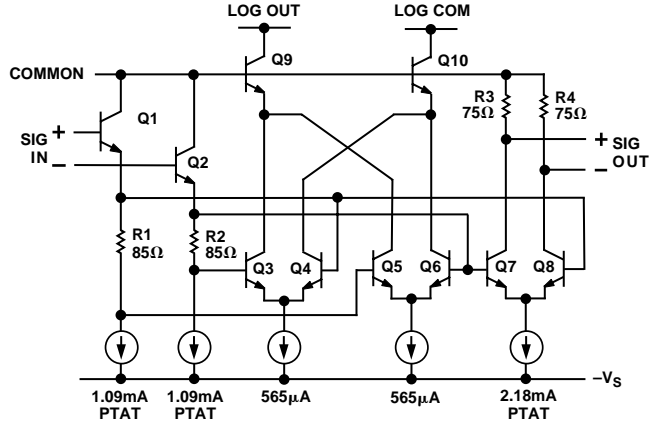 LOG OUT LOG COM
Q9 Q10
COMMON
R3 75Ω R4 75Ω
Q1
SIG IN + −
Q2
+ − SIG OUT
R1 85Ω R2 85Ω
Q3 Q4 Q5 Q6 Q7 Q8
−VS
1.09mA PTAT 1.09mA PTAT 565µA 565µA 2.18mA PTAT